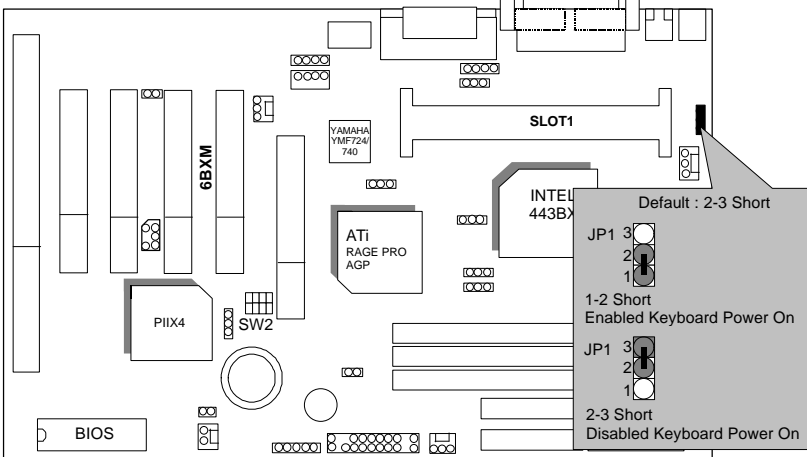 SLOT1
YAMAHA
YMF724/
740
6BXM
INTEL
443BX
ATi
RAGE PRO
AGP
PIIX4
SW2
BIOS
Default : 2-3 Short
JP1
3
2
1
1-2 Short
Enabled Keyboard Power On
JP1
3
2
1
2-3 Short
Disabled Keyboard Power On